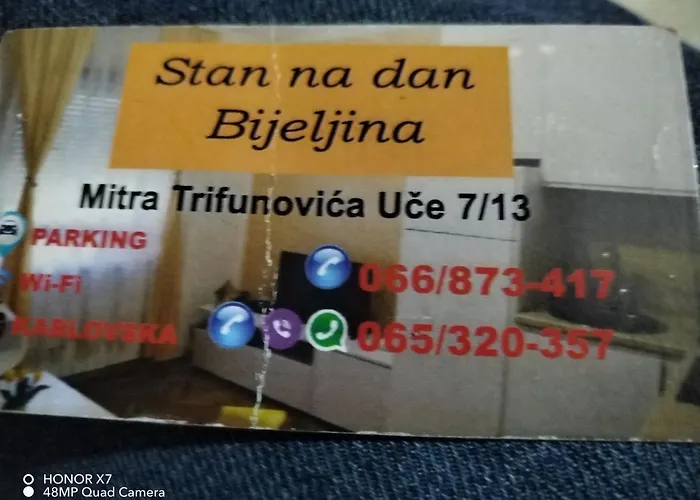 Stan na dan
Bijeljina
Mitra Trifunovića Uče 7/13
PARKING
Wi-Fi
KABLOVSKA
066/873-417
065/320-357
HONOR X7
48MP Quad Camera